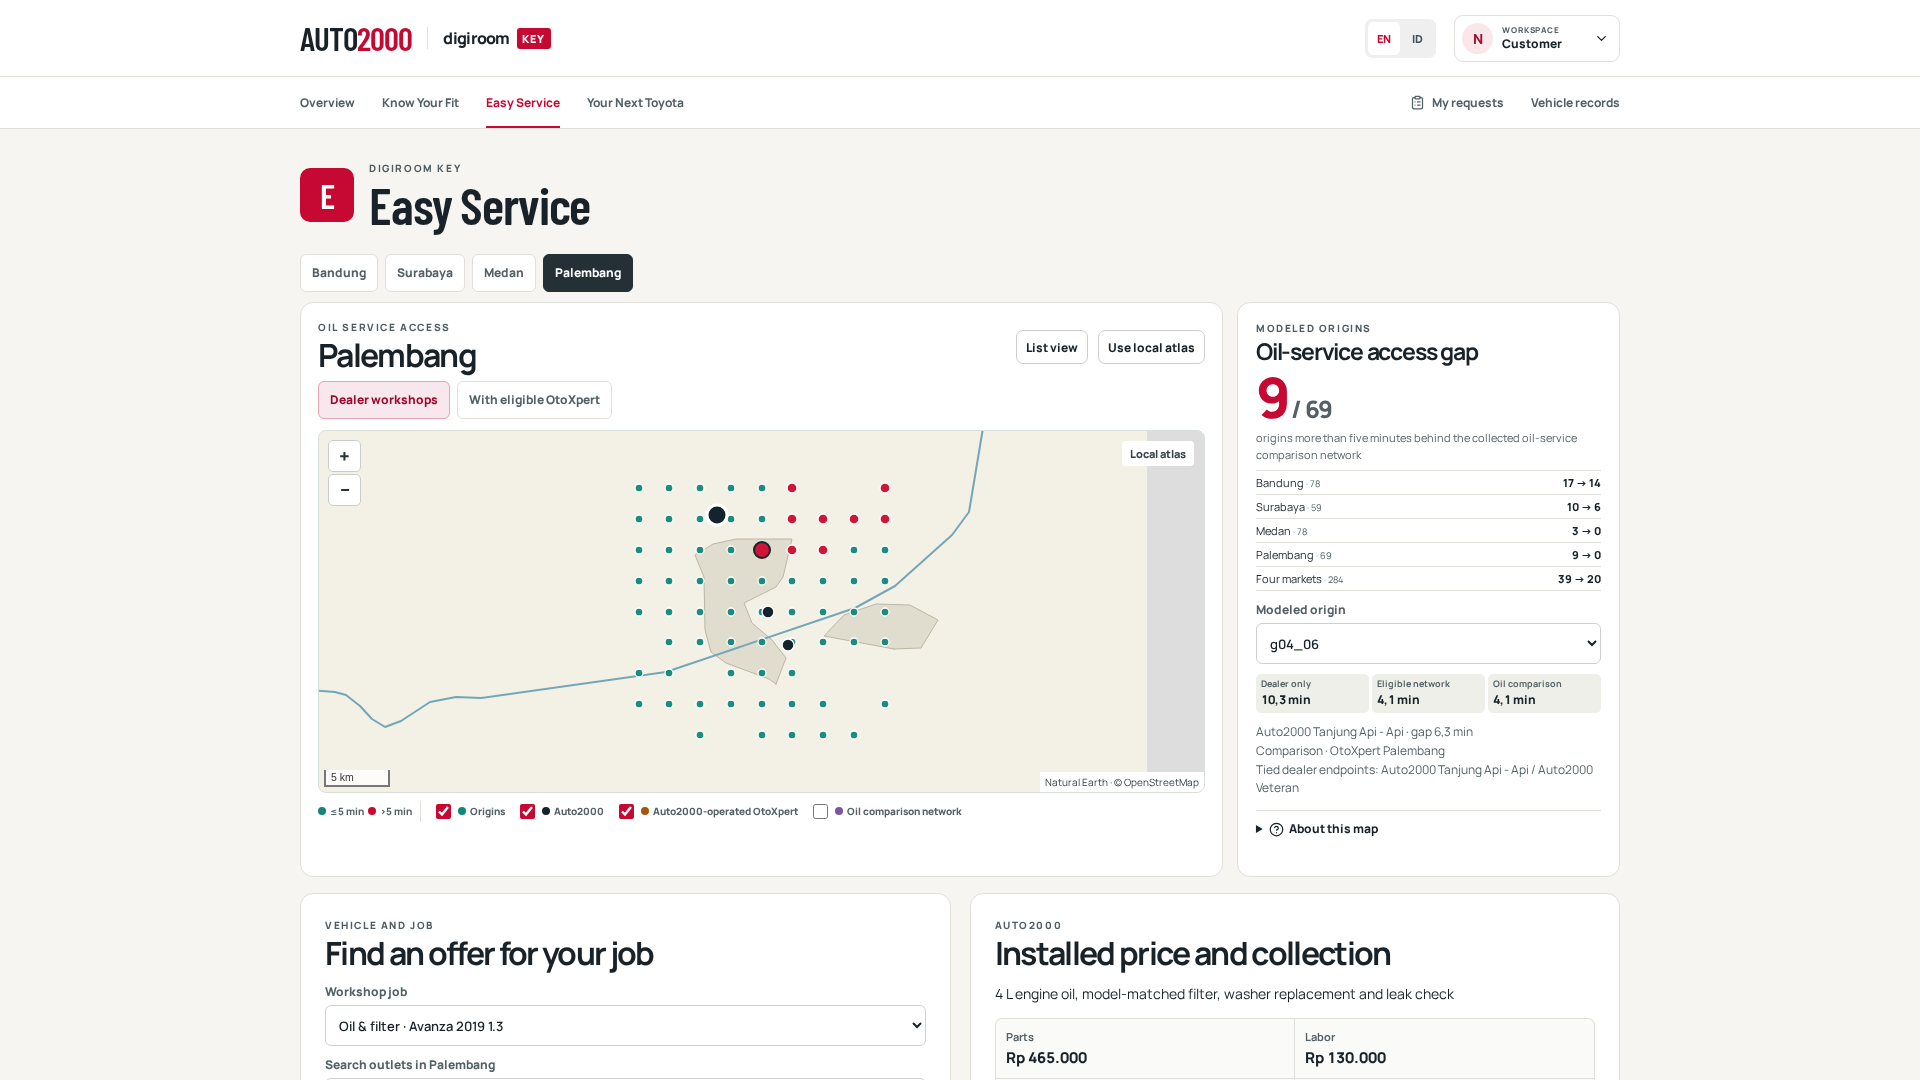 AUTO2000
digiroom KEY
EN
ID
N
WORKSPACE
Customer
Overview
Know Your Fit
Easy Service
Your Next Toyota
My requests
Vehicle records
E
DIGIROOM KEY
Easy Service
Bandung
Surabaya
Medan
Palembang
OIL SERVICE ACCESS
Palembang
List view
Use local atlas
Dealer workshops
With eligible OtoXpert
+
−
Local atlas
5 km
Natural Earth · © OpenStreetMap
≤5 min
>5 min
Origins
Auto2000
Auto2000-operated OtoXpert
Oil comparison network
MODELED ORIGINS
Oil-service access gap
9 / 69
origins more than five minutes behind the collected oil-service
comparison network
Bandung · 78 17 → 14
Surabaya · 59 10 → 6
Medan · 78 3 → 0
Palembang · 69 9 → 0
Four markets · 284 39 → 20
Modeled origin
g04_06
Dealer only
10,3 min
Eligible network
4,1 min
Oil comparison
4,1 min
Auto2000 Tanjung Api - Api · gap 6,3 min
Comparison · OtoXpert Palembang
Tied dealer endpoints: Auto2000 Tanjung Api - Api / Auto2000
Veteran
About this map
VEHICLE AND JOB
Find an offer for your job
Workshop job
Oil & filter · Avanza 2019 1.3
Search outlets in Palembang
AUTO2000
Installed price and collection
4 L engine oil, model-matched filter, washer replacement and leak check
Parts
Rp 465.000
Labor
Rp 130.000